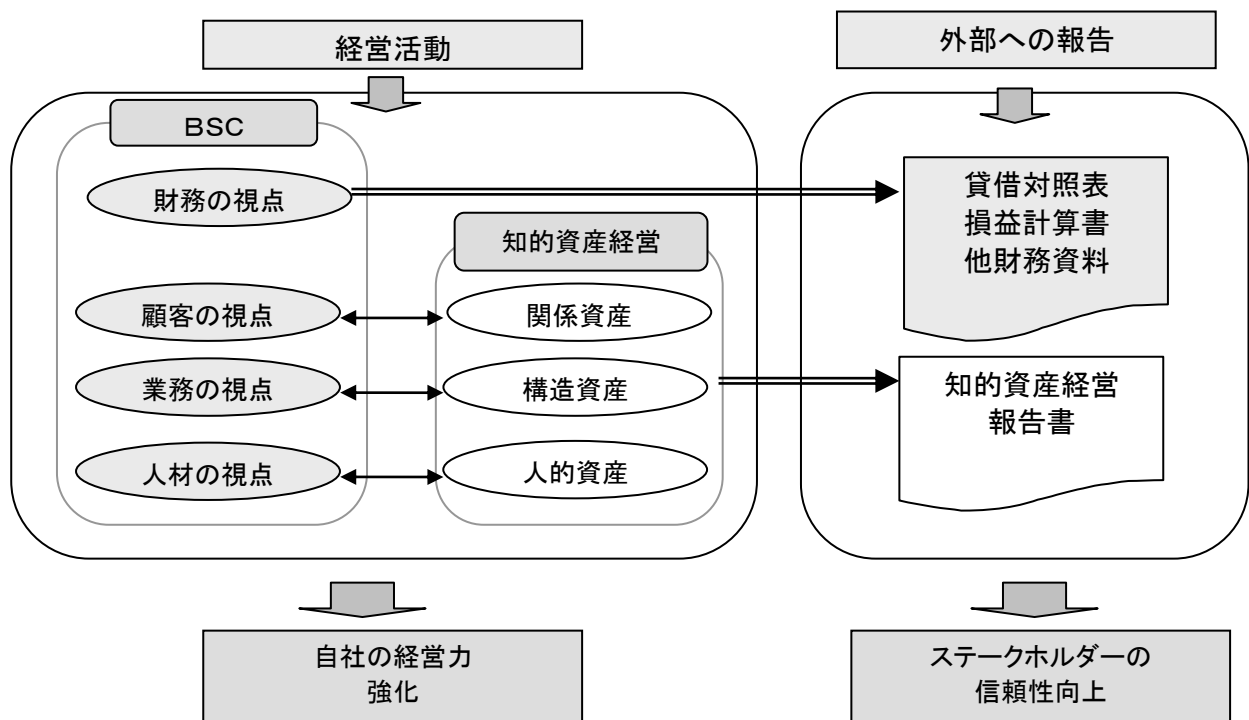 経営活動
外部への報告
BSC
財務の視点
知的資産経営
顧客の視点
関係資産
業務の視点
構造資産
人材の視点
人的資産
貸借対照表
損益計算書
他財務資料
知的資産経営
報告書
自社の経営力
強化
ステークホルダーの
信頼性向上